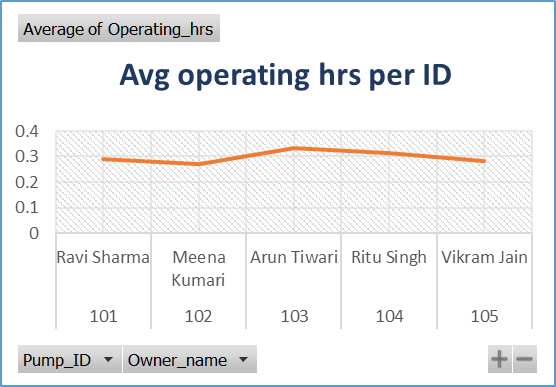 Average of Operating_hrs
Avg operating hrs per ID
0.4
0.3
0.2
0.1
0
Ravi Sharma Meena Kumari Arun Tiwari Ritu Singh Vikram Jain
101 102 103 104 105
Pump_ID Owner_name